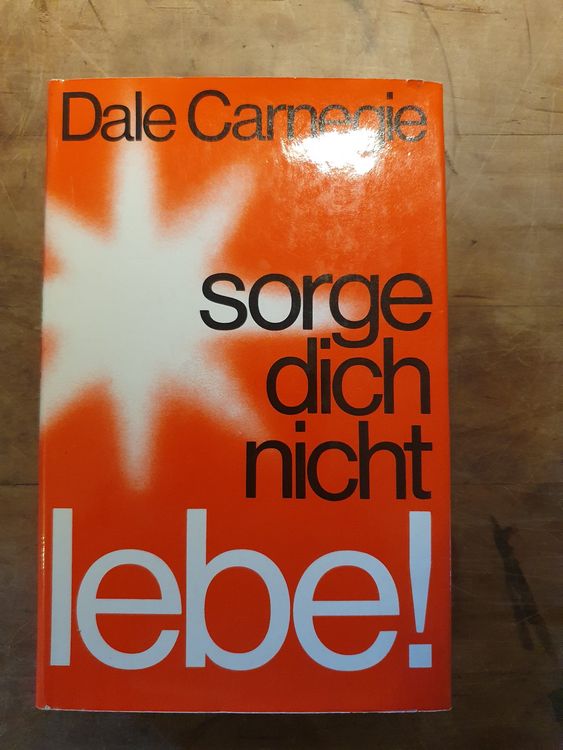 Dale Carnegie
sorge
dich
nicht
lebe!